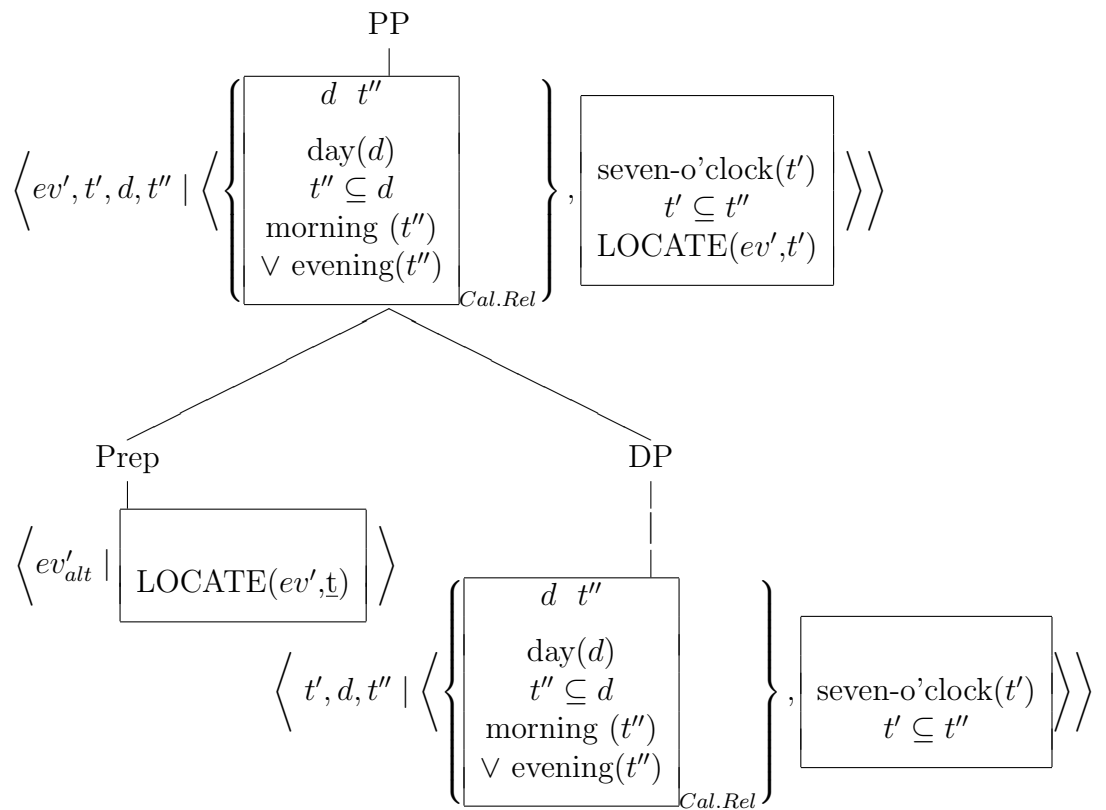 PP
d t′′
day(d)
t′′ ⊆ d
morning (t′′)
∨ evening(t′′)
Cal.Rel
⟨ev′, t′, d, t′′ | ⟨{ } , ⟩⟩
seven-o’clock(t′)
t′ ⊆ t′′
LOCATE(ev′,t′)
Prep
DP
⟨ev′alt | ⟩
LOCATE(ev′,t)
d t′′
day(d)
t′′ ⊆ d
morning (t′′)
∨ evening(t′′)
Cal.Rel
⟨ t′, d, t′′ | ⟨{ } , ⟩⟩
seven-o’clock(t′)
t′ ⊆ t′′